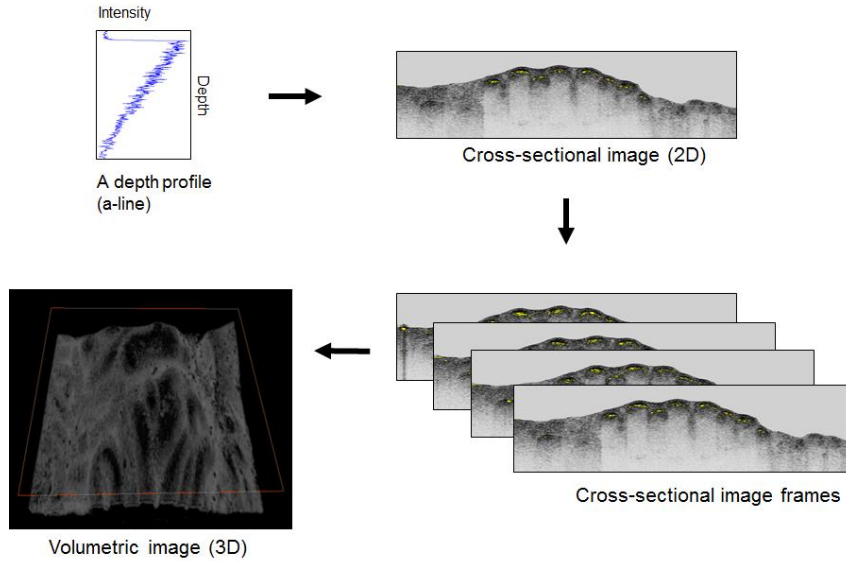 Intensity
Depth
A depth profile
(a-line)
Cross-sectional image (2D)
Cross-sectional image frames
Volumetric image (3D)